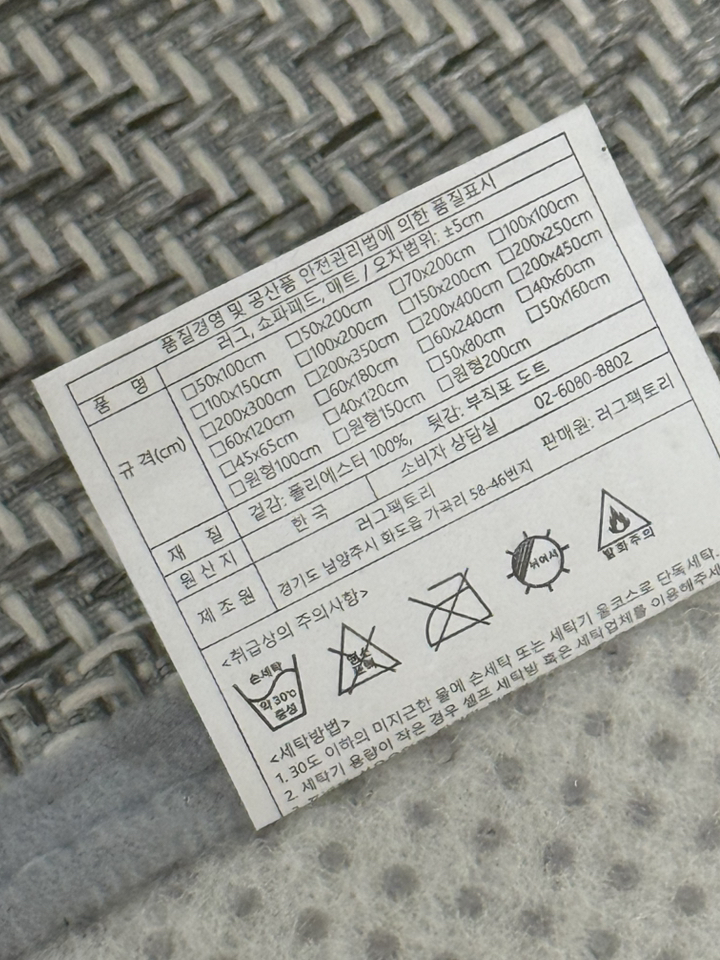 품질경영 및 공산품 안전관리법에 의한 품질표시
품 명 러그, 쇼파패드, 매트 / 오차범위: ±5cm
규 격(cm)
□50x100cm □50x200cm □70x200cm □100x100cm
□100x150cm □100x200cm □150x200cm □200x250cm
□200x300cm □200x350cm □200x400cm □200x450cm
□60x120cm □60x180cm □60x240cm □40x60cm
□45x65cm □40x120cm □50x80cm □50x160cm
□원형100cm □원형150cm □원형200cm
재 질 겉감: 폴리에스터 100%, 뒷감: 부직포 도트
원 산 지 한 국 소비자 상담실 02-6080-8802
제 조 원 러그팩토리 판매원: 러그팩토리
경기도 남양주시 화도읍 가곡리 58-46번지
<취급상의 주의사항>
손세탁
약 30℃
중성
염소
표백
뉘어서
발화주의
<세탁방법>
1. 30도 이하의 미지근한 물에 손세탁 또는 세탁기 울코스로 단독세탁
2. 세탁기 용량이 작은 경우 셀프 세탁방 혹은 세탁업체를 이용해주세